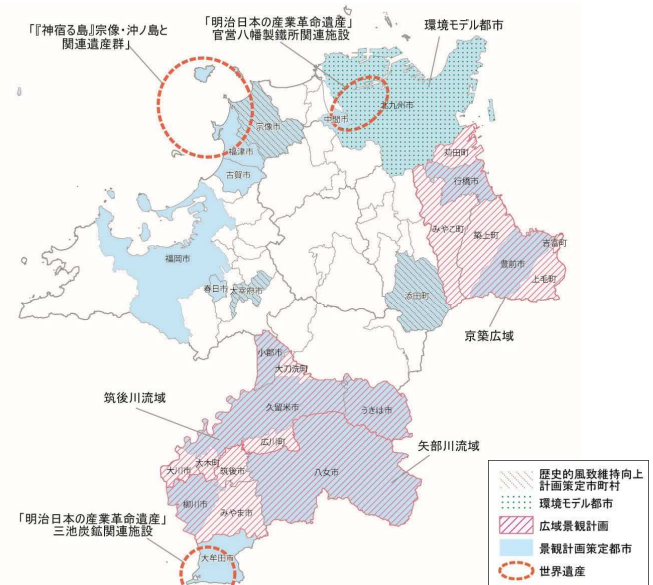 「『神宿る島』宗像・沖ノ島と
関連遺産群」
「明治日本の産業革命遺産」
官営八幡製鐵所関連施設
環境モデル都市
北九州市
中間市
宗像市
福津市
古賀市
苅田町
行橋市
みやこ町
築上町
吉富町
豊前市
上毛町
福岡市
春日市
太宰府市
添田町
京築広域
小郡市
大刀洗町
筑後川流域
久留米市
うきは市
広川町
矢部川流域
大木町
大川市
筑後市
八女市
柳川市
みやま市
「明治日本の産業革命遺産」
三池炭鉱関連施設
大牟田市
歴史的風致維持向上
計画策定市町村
環境モデル都市
広域景観計画
景観計画策定都市
世界遺産